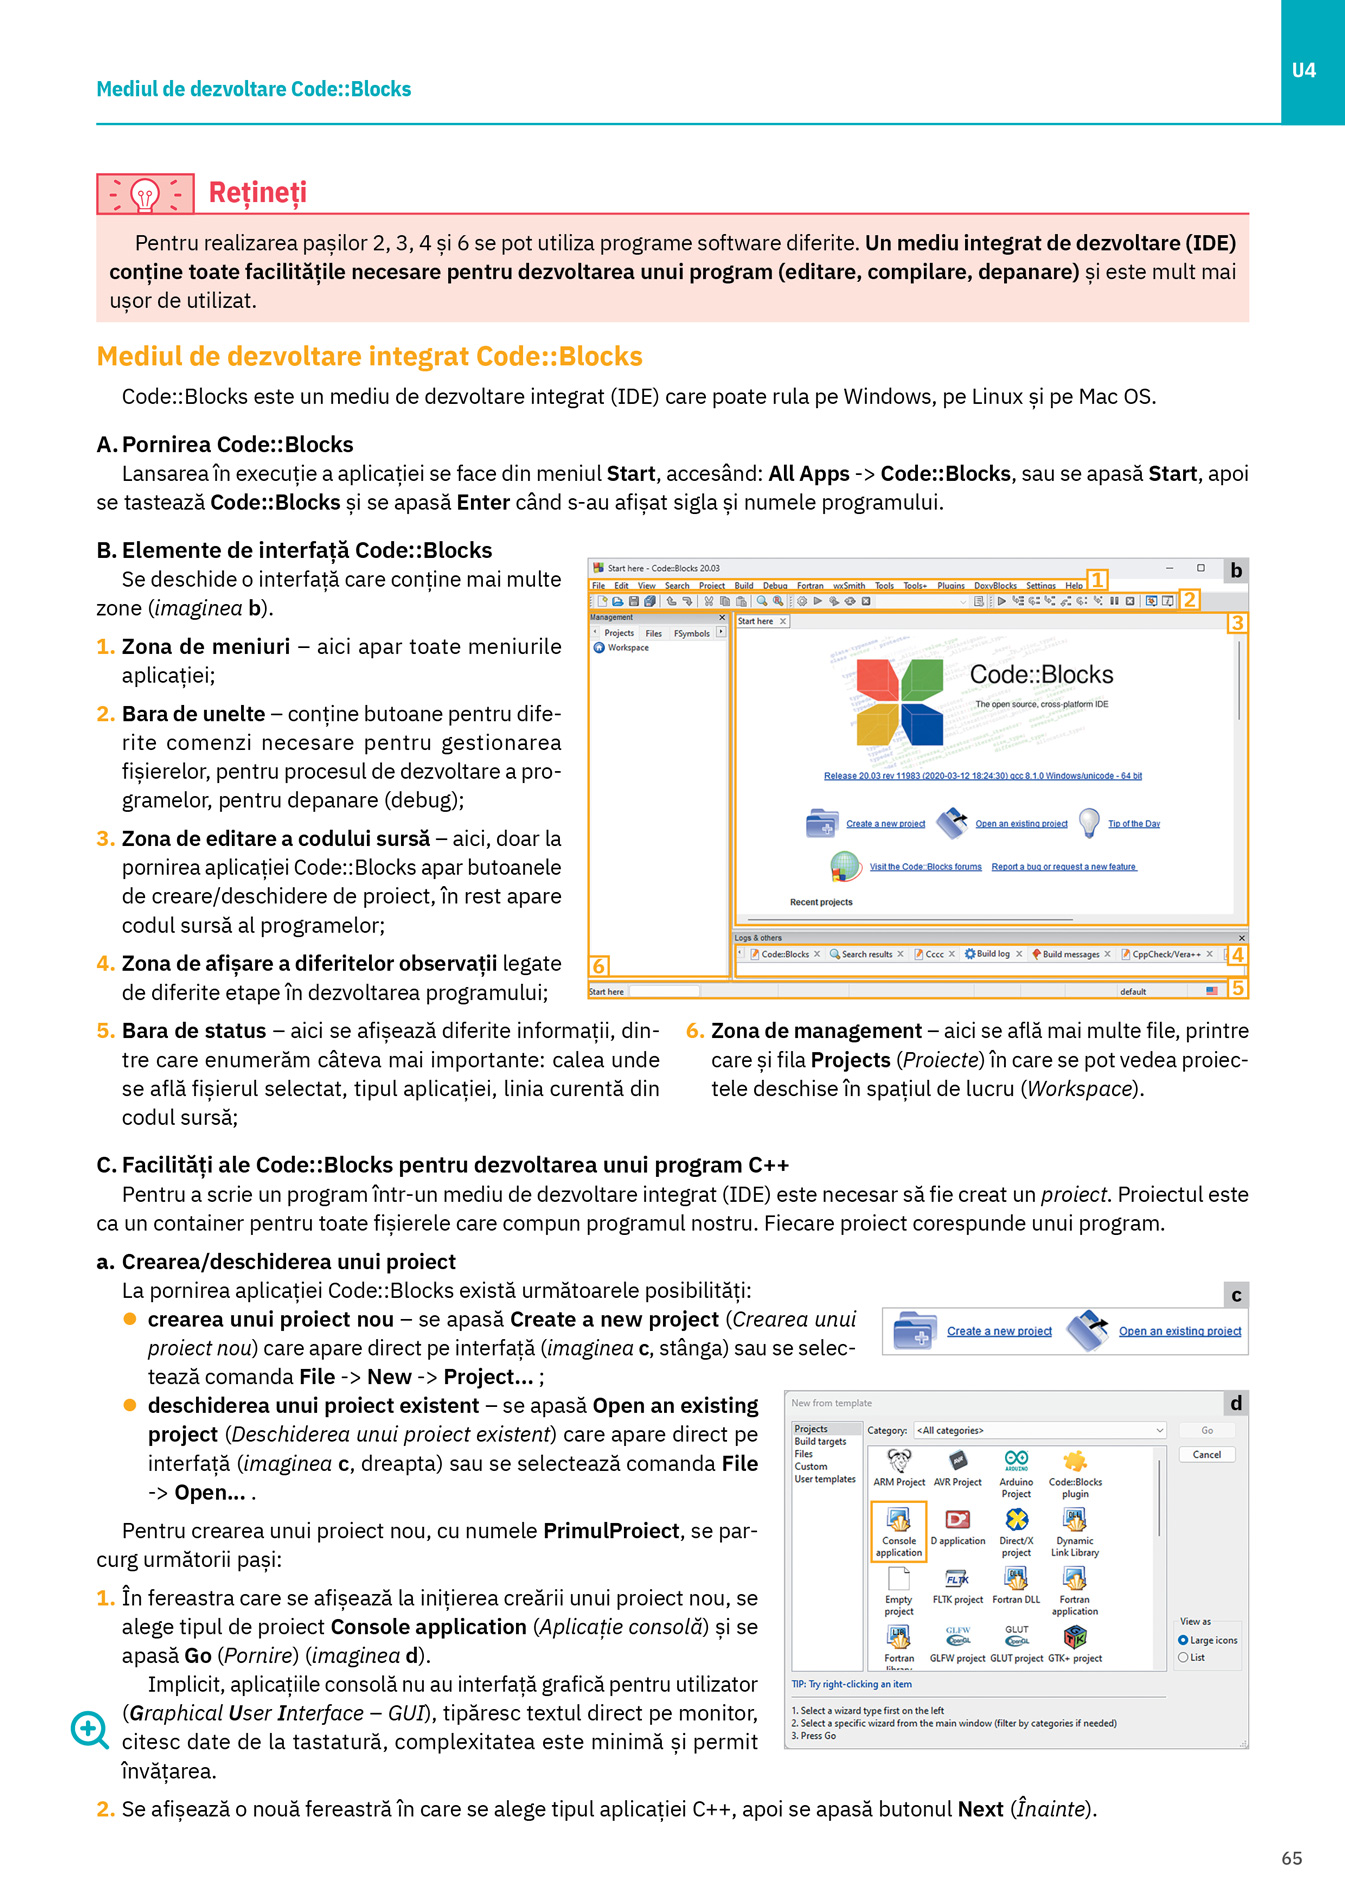 U4
Mediul de dezvoltare Code::Blocks
Rețineți
Pentru realizarea pașilor 2, 3, 4 și 6 se pot utiliza programe software diferite. Un mediu integrat de dezvoltare (IDE)
conține toate facilitățile necesare pentru dezvoltarea unui program (editare, compilare, depanare) și este mult mai
ușor de utilizat.
Mediul de dezvoltare integrat Code::Blocks
Code::Blocks este un mediu de dezvoltare integrat (IDE) care poate rula pe Windows, pe Linux și pe Mac OS.
A. Pornirea Code::Blocks
Lansarea în execuție a aplicației se face din meniul Start, accesând: All Apps -> Code::Blocks, sau se apasă Start, apoi
se tastează Code::Blocks și se apasă Enter când s-au afișat sigla și numele programului.
B. Elemente de interfață Code::Blocks
Se deschide o interfață care conține mai multe
zone (imaginea b).
1. Zona de meniuri – aici apar toate meniurile
aplicației;
2. Bara de unelte – conține butoane pentru dife-
rite comenzi necesare pentru gestionarea
fișierelor, pentru procesul de dezvoltare a pro-
gramelor, pentru depanare (debug);
3. Zona de editare a codului sursă – aici, doar la
pornirea aplicației Code::Blocks apar butoanele
de creare/deschidere de proiect, în rest apare
codul sursă al programelor;
4. Zona de afișare a diferitelor observații legate
de diferite etape în dezvoltarea programului;
b
Start here - Code::Blocks 20.03
File Edit View Search Project Build Debug Fortran wxSmith Tools Tools+ Plugins DoxyBlocks Settings Help
1
2
Management
Projects Files FSymbols
Workspace
Start here
3
Code::Blocks
The open source, cross-platform IDE
Release 20.03 rev 11983 (2020-03-12 18:24:30) gcc 8.1.0 Windows/unicode - 64 bit
Create a new project Open an existing project Tip of the Day
Visit the Code::Blocks forums Report a bug or request a new feature
Recent projects
Logs & others
Code::Blocks Search results Cccc Build log Build messages CppCheck/Vera++
4
6
Start here default
5
5. Bara de status – aici se afișează diferite informații, din-
tre care enumerăm câteva mai importante: calea unde
se află fișierul selectat, tipul aplicației, linia curentă din
codul sursă;
6. Zona de management – aici se află mai multe file, printre
care și fila Projects (Proiecte) în care se pot vedea proiec-
tele deschise în spațiul de lucru (Workspace).
C. Facilități ale Code::Blocks pentru dezvoltarea unui program C++
Pentru a scrie un program într-un mediu de dezvoltare integrat (IDE) este necesar să fie creat un proiect. Proiectul este
ca un container pentru toate fișierele care compun programul nostru. Fiecare proiect corespunde unui program.
a. Crearea/deschiderea unui proiect
La pornirea aplicației Code::Blocks există următoarele posibilități:
● crearea unui proiect nou – se apasă Create a new project (Crearea unui
proiect nou) care apare direct pe interfață (imaginea c, stânga) sau se selec-
tează comanda File -> New -> Project... ;
● deschiderea unui proiect existent – se apasă Open an existing
project (Deschiderea unui proiect existent) care apare direct pe
interfață (imaginea c, dreapta) sau se selectează comanda File
-> Open... .
c
Create a new project Open an existing project
Pentru crearea unui proiect nou, cu numele PrimulProiect, se par-
curg următorii pași:
1. În fereastra care se afișează la inițierea creării unui proiect nou, se
alege tipul de proiect Console application (Aplicație consolă) și se
apasă Go (Pornire) (imaginea d).
Implicit, aplicațiile consolă nu au interfață grafică pentru utilizator
(Graphical User Interface – GUI), tipăresc textul direct pe monitor,
citesc date de la tastatură, complexitatea este minimă și permit
învățarea.
d
New from template
Projects
Build targets
Files
Custom
User templates
Category: <All categories>
Go
Cancel
ARM Project AVR Project Arduino Project Code::Blocks plugin
Console application D application Direct/X project Dynamic Link Library
Empty project FLTK project Fortran DLL Fortran application
Fortran library GLFW project GLUT project GTK+ project
View as
Large icons
List
TIP: Try right-clicking an item
1. Select a wizard type first on the left
2. Select a specific wizard from the main window (filter by categories if needed)
3. Press Go
2. Se afișează o nouă fereastră în care se alege tipul aplicației C++, apoi se apasă butonul Next (Înainte).
65